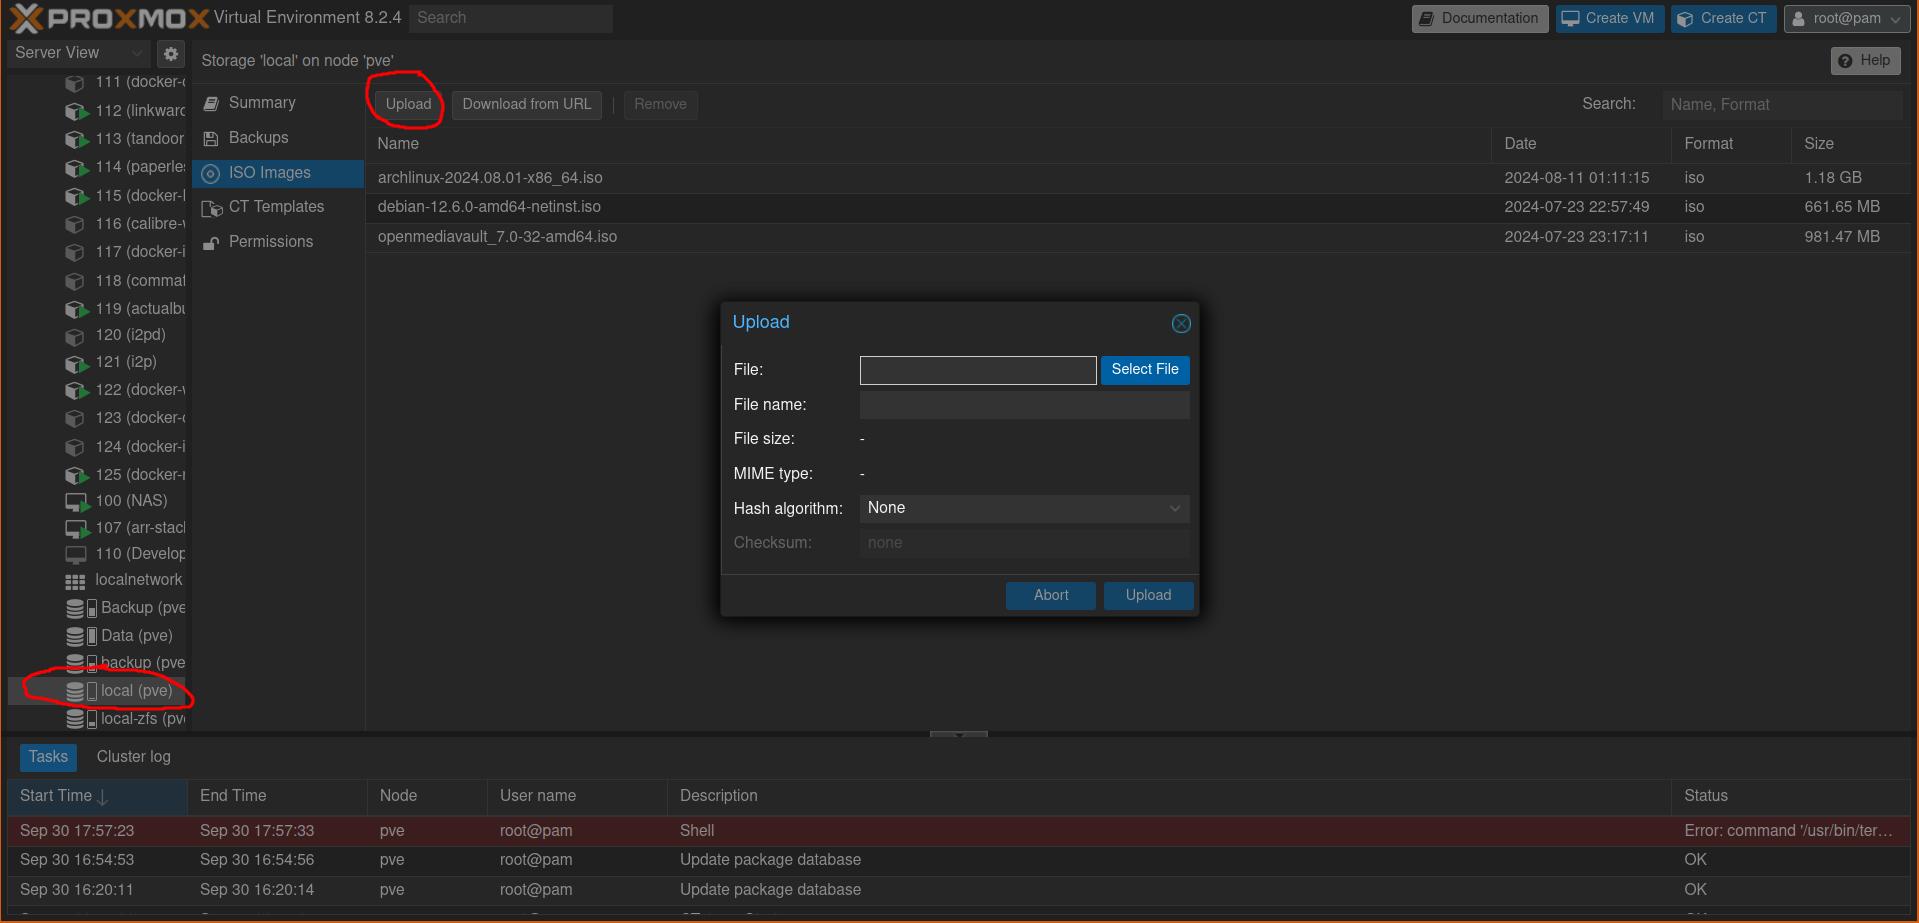 PROXMOX Virtual Environment 8.2.4 Search Documentation Create VM Create CT root@pam
Server View
Storage 'local' on node 'pve' Help
111 (docker-c
112 (linkward
113 (tandoor
114 (paperles
115 (docker-l
116 (calibre-w
117 (docker-i
118 (commaf
119 (actualbu
120 (i2pd)
121 (i2p)
122 (docker-w
123 (docker-c
124 (docker-i
125 (docker-r
100 (NAS)
107 (arr-stack
110 (Develop
localnetwork
Backup (pve
Data (pve)
backup (pve
local (pve)
local-zfs (pve
Summary
Backups
ISO Images
CT Templates
Permissions
Upload Download from URL Remove Search: Name, Format
Name Date Format Size
archlinux-2024.08.01-x86_64.iso 2024-08-11 01:11:15 iso 1.18 GB
debian-12.6.0-amd64-netinst.iso 2024-07-23 22:57:49 iso 661.65 MB
openmediavault_7.0-32-amd64.iso 2024-07-23 23:17:11 iso 981.47 MB
Upload
File: Select File
File name:
File size: -
MIME type: -
Hash algorithm: None
Checksum: none
Abort Upload
Tasks Cluster log
Start Time End Time Node User name Description Status
Sep 30 17:57:23 Sep 30 17:57:33 pve root@pam Shell Error: command '/usr/bin/ter...
Sep 30 16:54:53 Sep 30 16:54:56 pve root@pam Update package database OK
Sep 30 16:20:11 Sep 30 16:20:14 pve root@pam Update package database OK